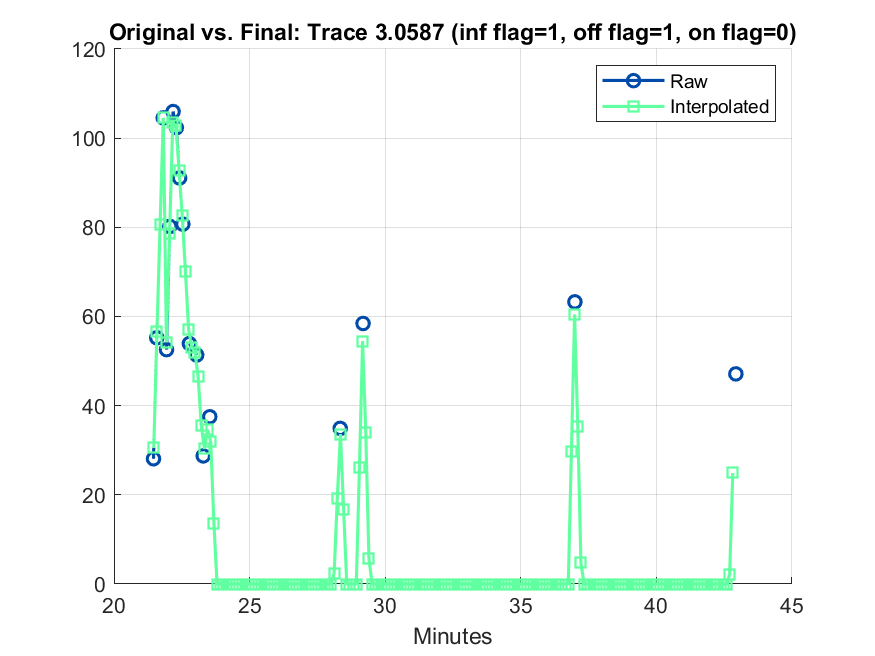 Original vs. Final: Trace 3.0587 (inf flag=1, off flag=1, on flag=0)
120
100
80
60
40
20
0
Raw
Interpolated
20 25 30 35 40 45
Minutes